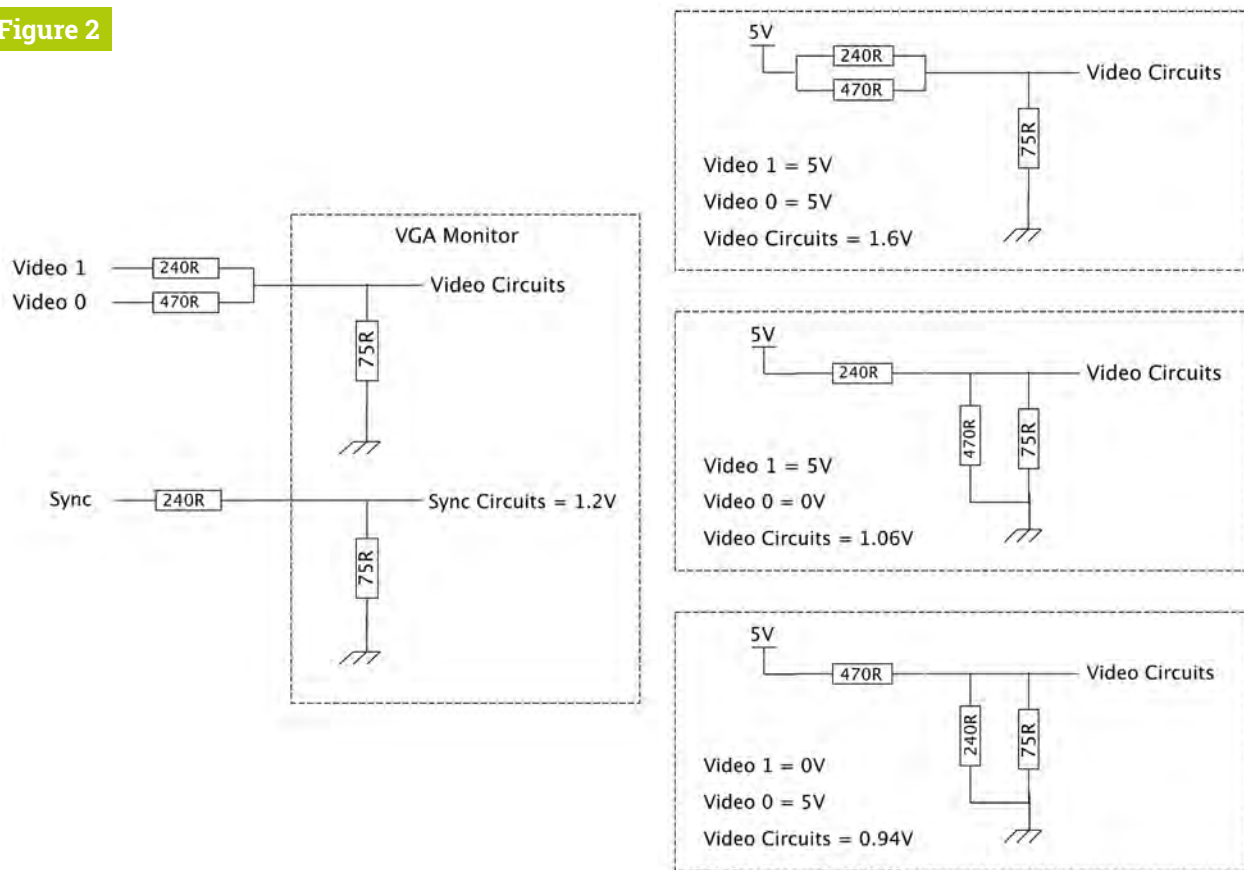 Figure 2
Video 1
240R
Video 0
470R
VGA Monitor
Video Circuits
75R
Sync
240R
Sync Circuits = 1.2V
75R
5V
240R
470R
Video Circuits
75R
Video 1 = 5V
Video 0 = 5V
Video Circuits = 1.6V
5V
240R
Video Circuits
470R
75R
Video 1 = 5V
Video 0 = 0V
Video Circuits = 1.06V
5V
470R
Video Circuits
240R
75R
Video 1 = 0V
Video 0 = 5V
Video Circuits = 0.94V